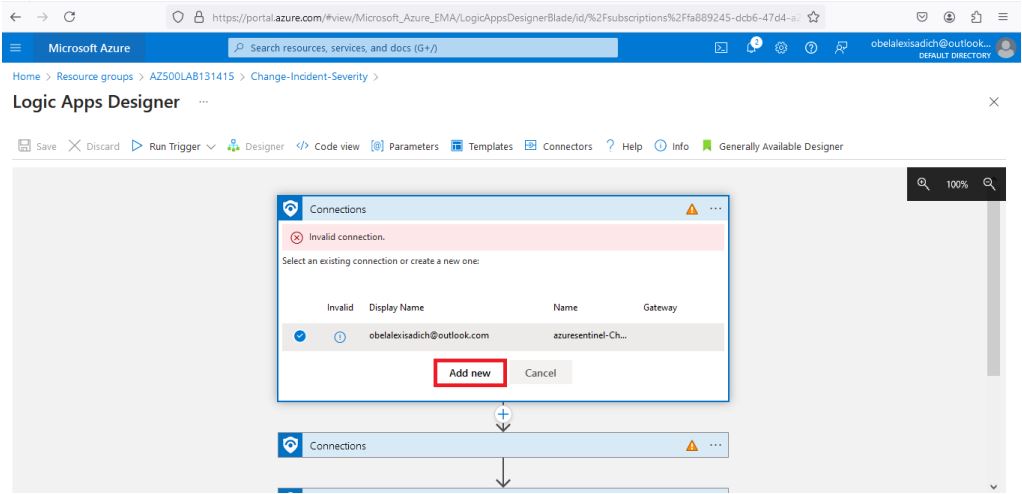 https://portal.azure.com/#view/Microsoft_Azure_EMA/LogicAppsDesignerBlade/id/%2Fsubscriptions%2Ffa889245-dcb6-47d4-a2
Microsoft Azure
Search resources, services, and docs (G+/)
2
obelalexisadich@outlook....
DEFAULT DIRECTORY
Home > Resource groups > AZ500LAB131415 > Change-Incident-Severity >
Logic Apps Designer ...
Save Discard Run Trigger Designer Code view Parameters Templates Connectors Help Info Generally Available Designer
100%
Connections
Invalid connection.
Select an existing connection or create a new one:
Invalid Display Name Name Gateway
obelalexisadich@outlook.com azuresentinel-Ch...
Add new Cancel
Connections